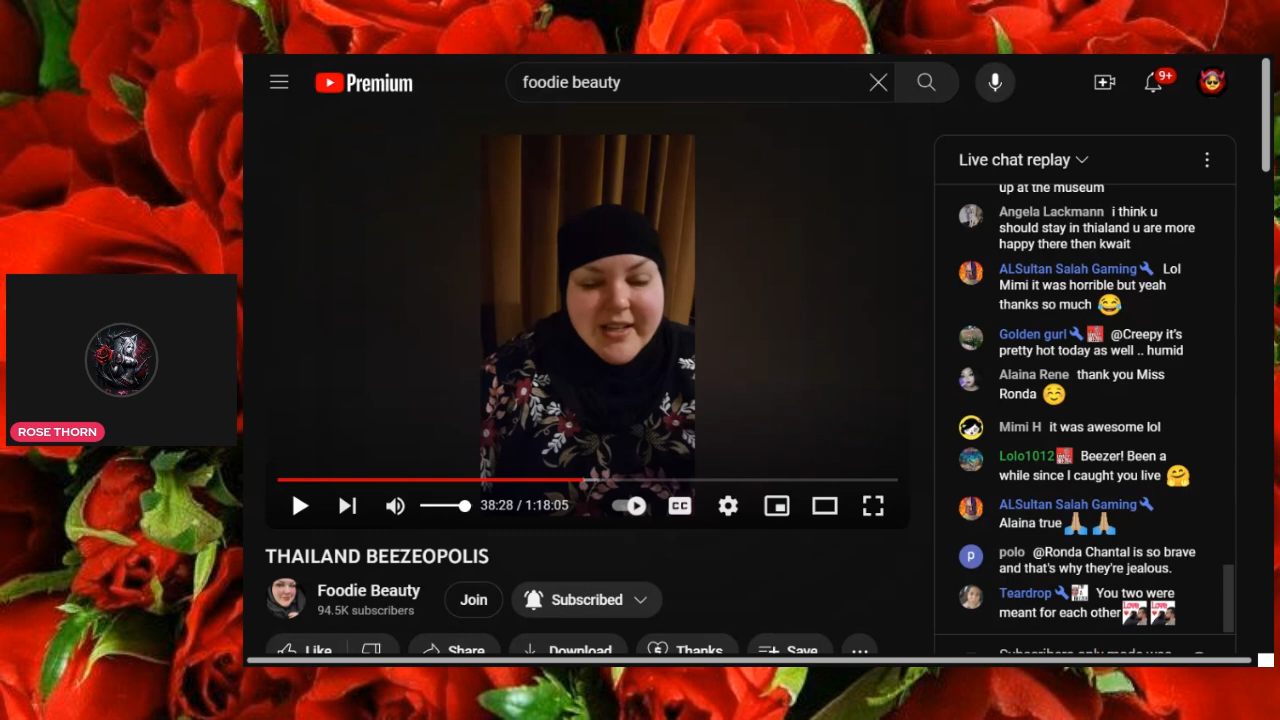 Premium
foodie beauty
9+
Live chat replay
up at the museum
Angela Lackmann i think u
should stay in thialand u are more
happy there then kwait
ALSultan Salah Gaming Lol
Mimi it was horrible but yeah
thanks so much
Golden gurl @Creepy it's
pretty hot today as well .. humid
Alaina Rene thank you Miss
Ronda
Mimi H it was awesome lol
Lolo1012 Beezer! Been a
while since I caught you live
ALSultan Salah Gaming
Alaina true
p
polo @Ronda Chantal is so brave
and that's why they're jealous.
Teardrop You two were
meant for each other
Subscribers-only mode was
ROSE THORN
38:28 / 1:18:05
CC
THAILAND BEEZEOPOLIS
Foodie Beauty
94.5K subscribers
Join
Subscribed
Like
Share
Download
Thanks
Save